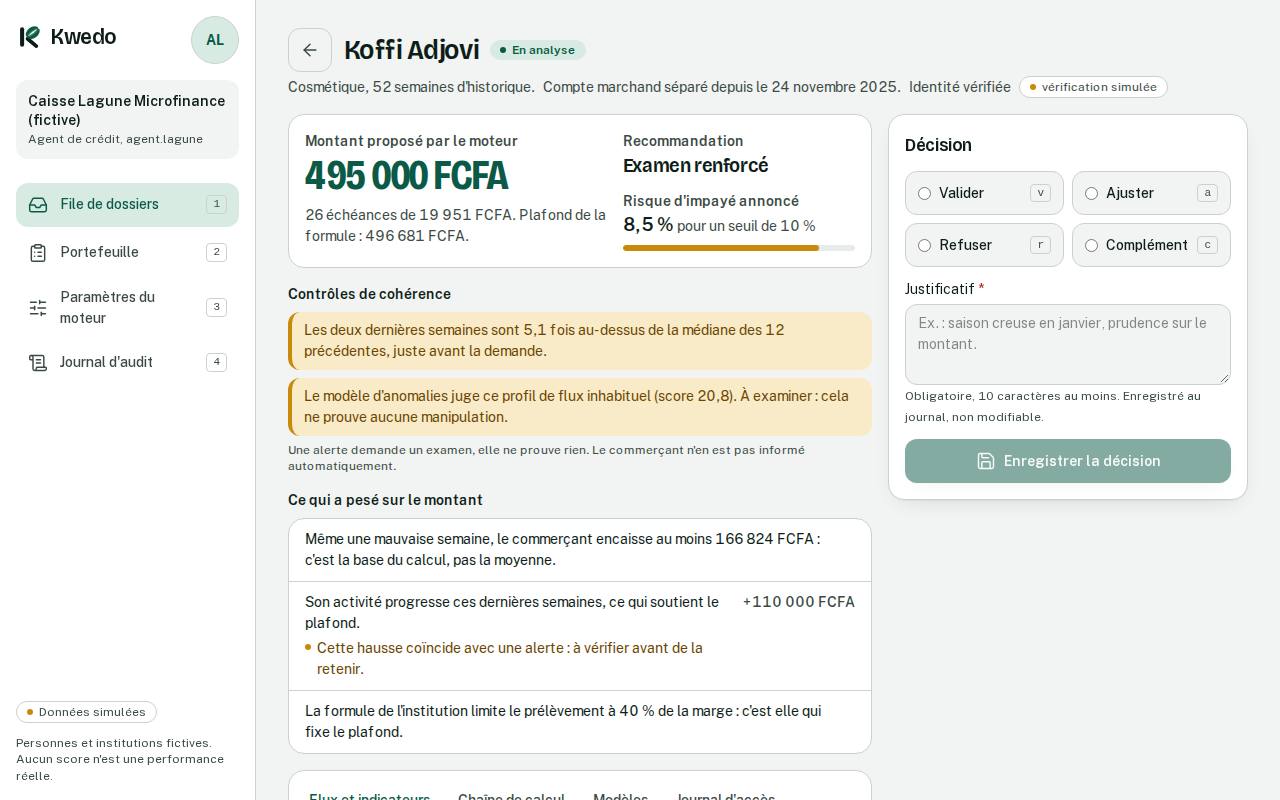 Kwedo
AL
Caisse Lagune Microfinance
(fictive)
Agent de crédit, agent.lagune
File de dossiers 1
Portefeuille 2
Paramètres du
moteur 3
Journal d'audit 4
Données simulées
Personnes et institutions fictives.
Aucun score n'est une performance
réelle.
Koffi Adjovi
En analyse
Cosmétique, 52 semaines d'historique. Compte marchand séparé depuis le 24 novembre 2025. Identité vérifiée vérification simulée
Montant proposé par le moteur
495 000 FCFA
26 échéances de 19 951 FCFA. Plafond de la
formule : 496 681 FCFA.
Recommandation
Examen renforcé
Risque d'impayé annoncé
8,5 % pour un seuil de 10 %
Contrôles de cohérence
Les deux dernières semaines sont 5,1 fois au-dessus de la médiane des 12
précédentes, juste avant la demande.
Le modèle d'anomalies juge ce profil de flux inhabituel (score 20,8). À examiner : cela
ne prouve aucune manipulation.
Une alerte demande un examen, elle ne prouve rien. Le commerçant n'en est pas informé
automatiquement.
Ce qui a pesé sur le montant
Même une mauvaise semaine, le commerçant encaisse au moins 166 824 FCFA :
c'est la base du calcul, pas la moyenne.
Son activité progresse ces dernières semaines, ce qui soutient le
plafond.
+110 000 FCFA
Cette hausse coïncide avec une alerte : à vérifier avant de la
retenir.
La formule de l'institution limite le prélèvement à 40 % de la marge : c'est elle qui
fixe le plafond.
Flux et indicateurs Chaîne de calcul Modèles Journal d'accès
Décision
Valider v
Ajuster a
Refuser r
Complément c
Justificatif *
Ex. : saison creuse en janvier, prudence sur le
montant.
Obligatoire, 10 caractères au moins. Enregistré au
journal, non modifiable.
Enregistrer la décision